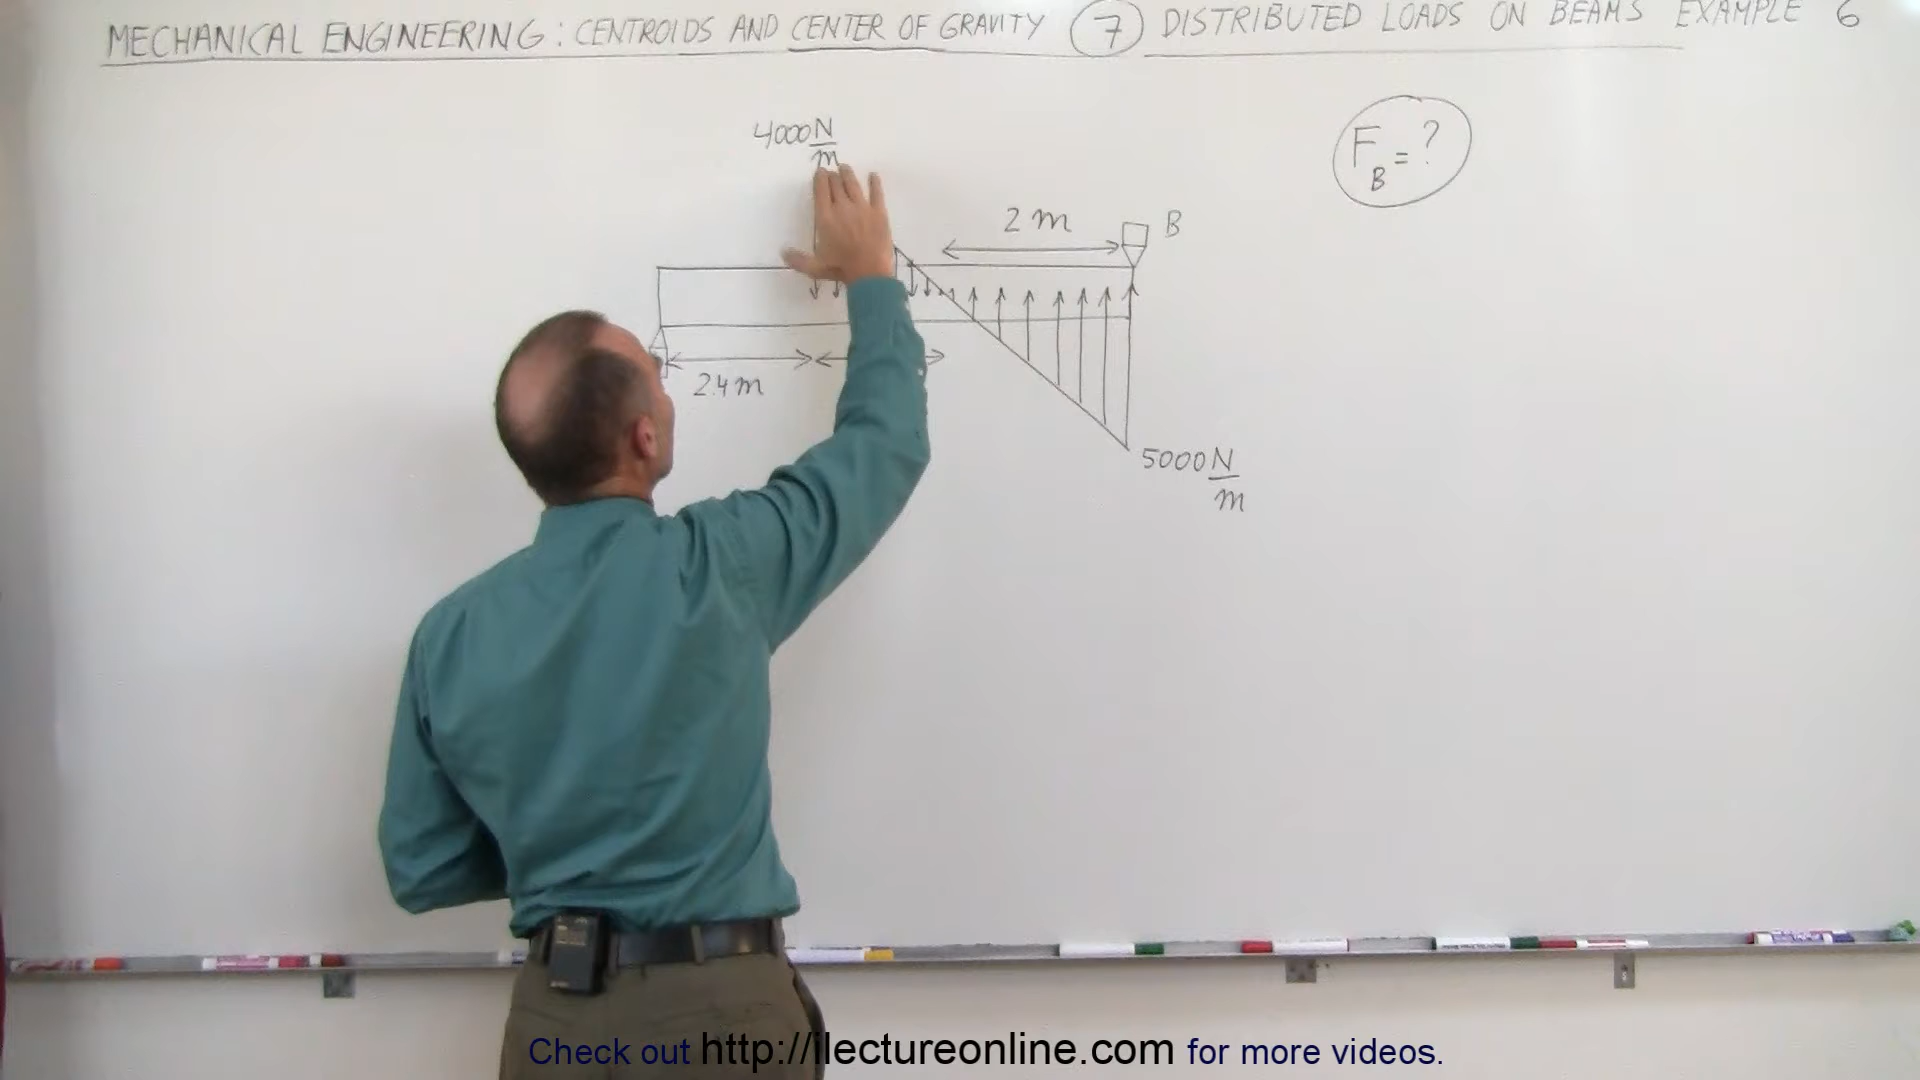 MECHANICAL ENGINEERING: CENTROIDS AND CENTER OF GRAVITY 7 DISTRIBUTED LOADS ON BEAMS EXAMPLE 6
4000 N/m
F_B = ?
2 m
B
2.4 m
5000 N/m
Check out http://ilectureonline.com for more videos.